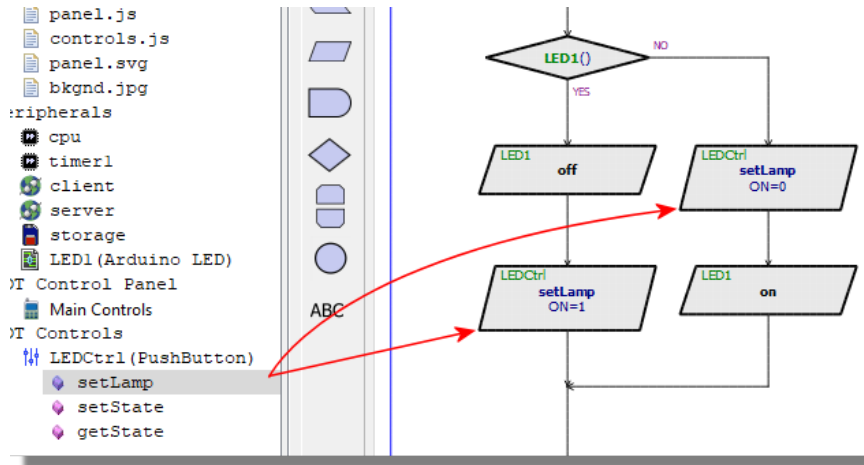 panel.js
controls.js
panel.svg
bkgnd.jpg
eripherals
cpu
timer1
client
server
storage
LED1(Arduino LED)
OT Control Panel
Main Controls
OT Controls
LEDCtrl(PushButton)
setLamp
setState
getState
ABC
LED1()
NO
YES
LED1
off
LEDCtrl
setLamp
ON=0
LEDCtrl
setLamp
ON=1
LED1
on